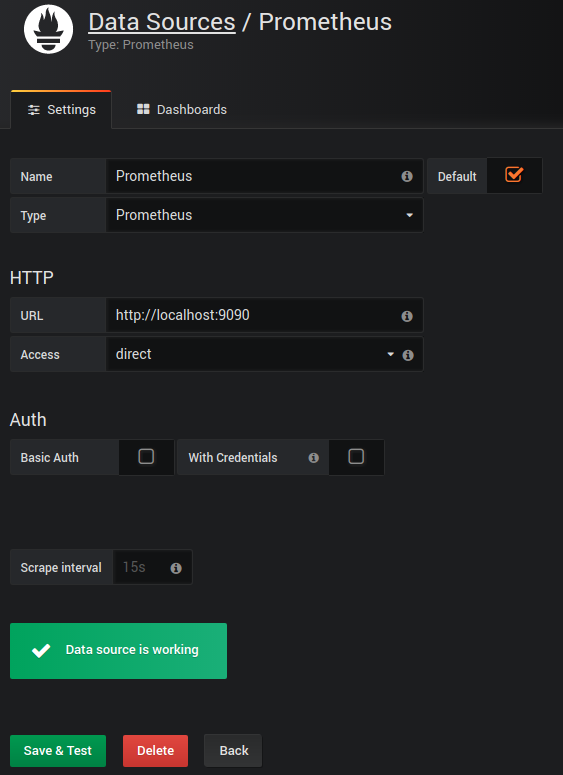 Data Sources / Prometheus
Type: Prometheus
Settings
Dashboards
Name Prometheus Default
Type Prometheus
HTTP
URL http://localhost:9090
Access direct
Auth
Basic Auth With Credentials
Scrape interval 15s
Data source is working
Save & Test Delete Back